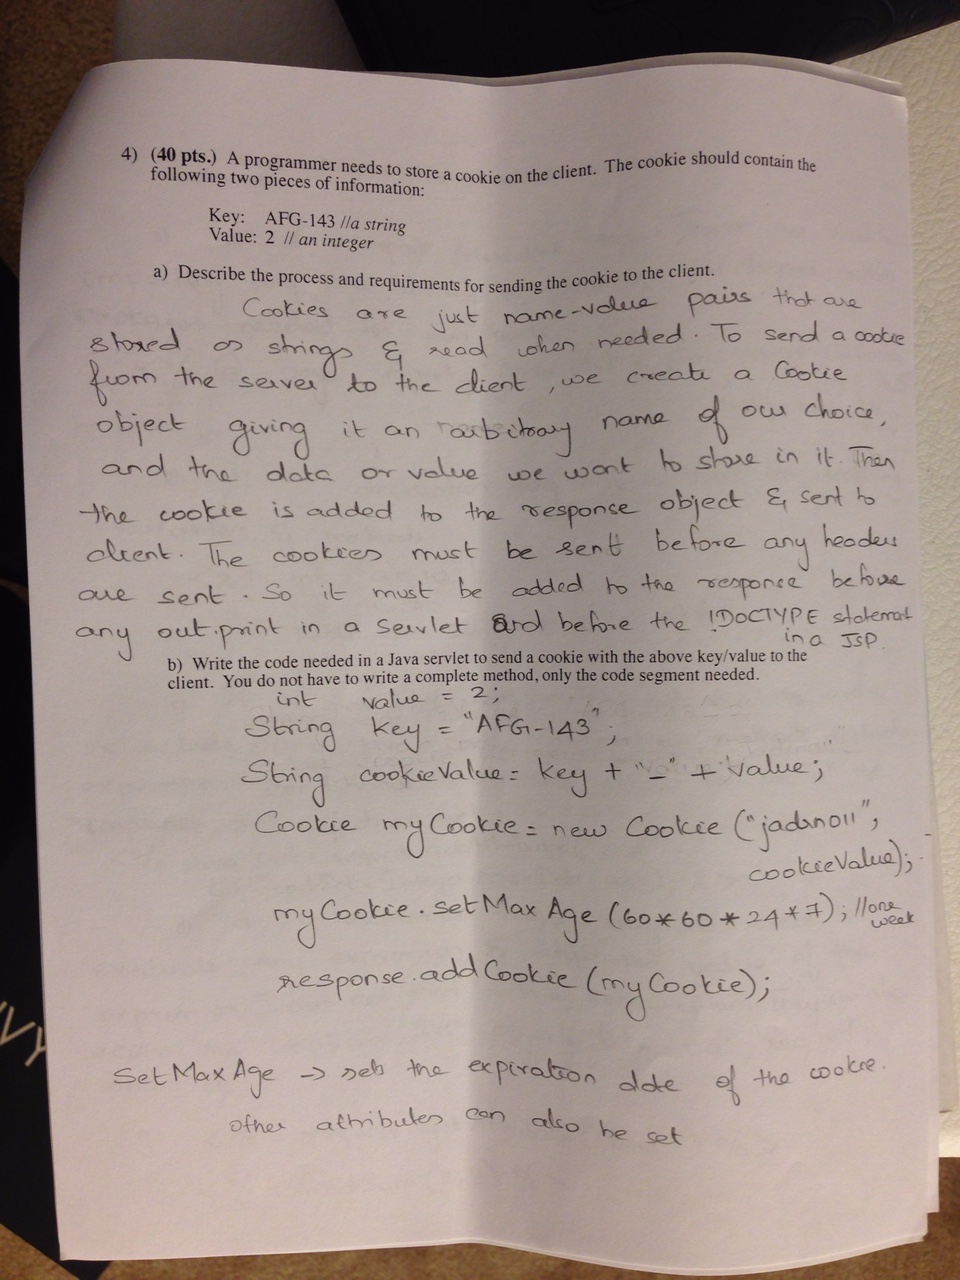 4) (40 pts.) A programmer needs to store a cookie on the client. The cookie should contain the
following two pieces of information:
Key: AFG-143 //a string
Value: 2 // an integer
a) Describe the process and requirements for sending the cookie to the client.
Cookies are just name-value pairs that are
stored as strings & read when needed. To send a cookie
from the server to the client, we create a Cookie
object giving it an arbitrary name of our choice,
and the data or value we want to store in it. Then
the cookie is added to the response object & sent to
client. The cookies must be sent before any headers
are sent. So it must be added to the response before
any out.print in a Servlet and before the !DOCTYPE statement
in a JSP.
b) Write the code needed in a Java servlet to send a cookie with the above key/value to the
client. You do not have to write a complete method, only the code segment needed.
int value = 2;
String key = "AFG-143";
String cookieValue = key + "_" + value;
Cookie myCookie = new Cookie ("jadrn011",
cookieValue);
myCookie.setMaxAge (60*60*24*7); //one
week
response.addCookie (myCookie);
SetMaxAge → sets the expiration date of the cookie.
other attributes can also be set